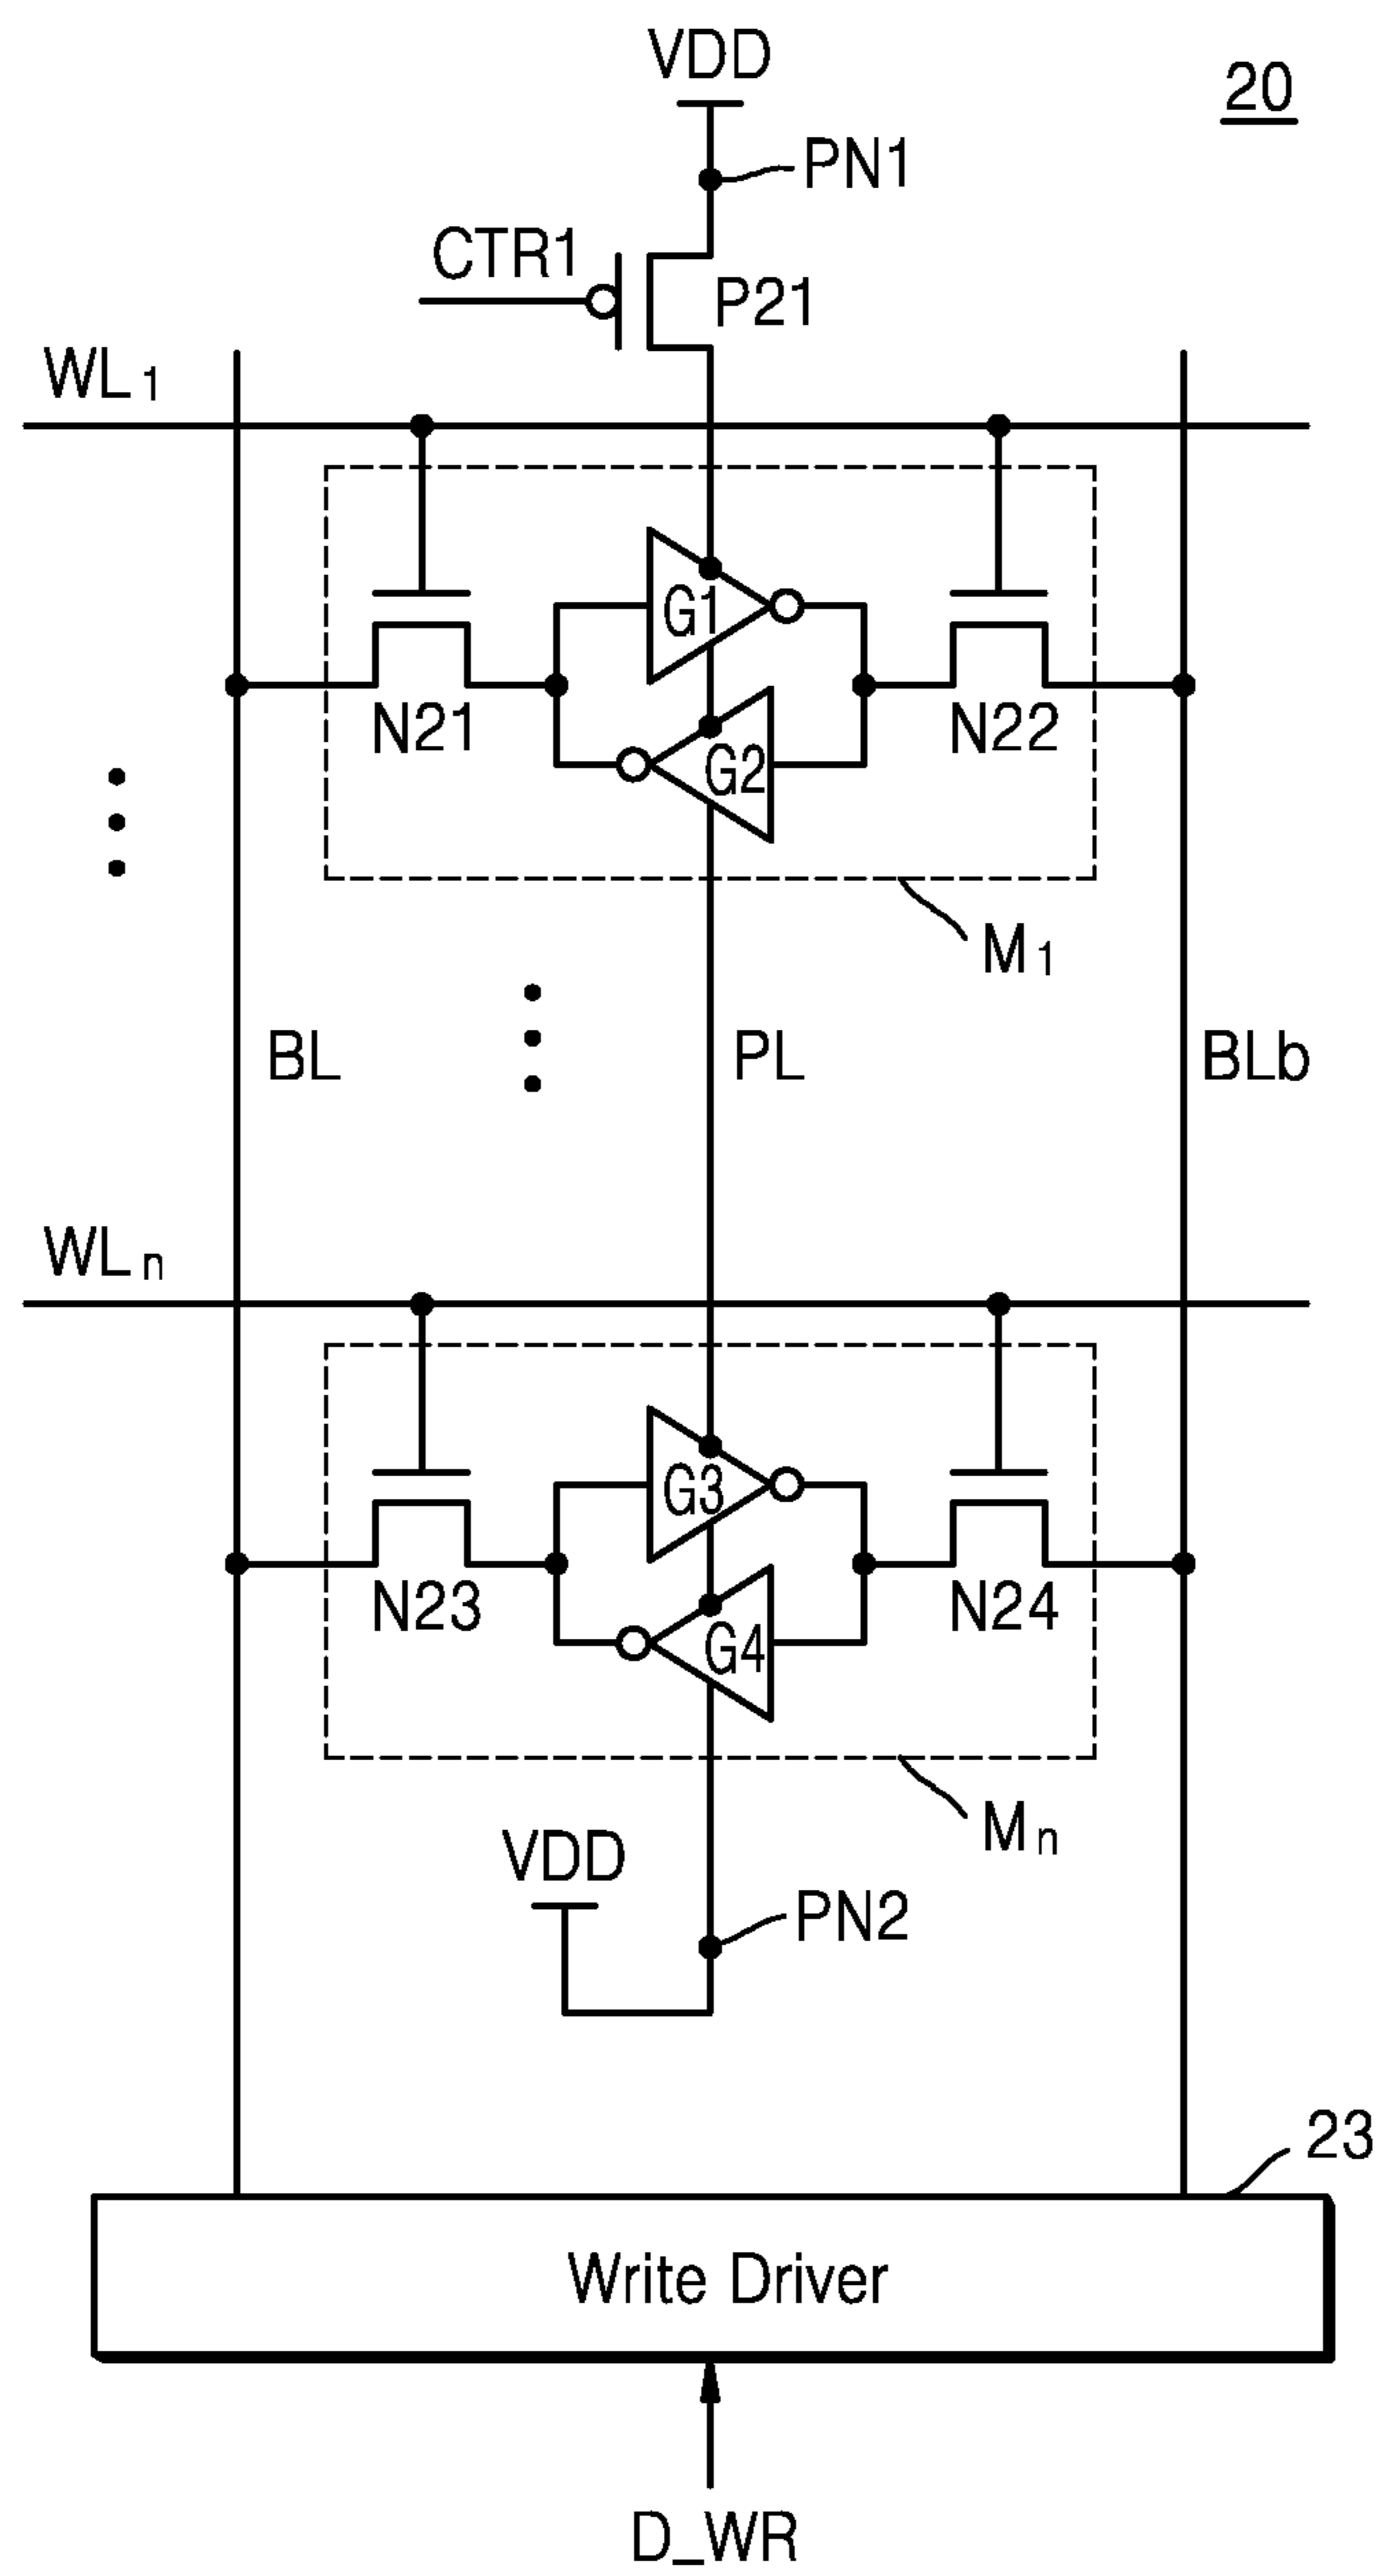 VDD
20
PN1
CTR1
P21
WL1
G1
N21
N22
G2
M1
BL
PL
BLb
WLn
G3
N23
N24
G4
Mn
VDD
PN2
23
Write Driver
D_WR